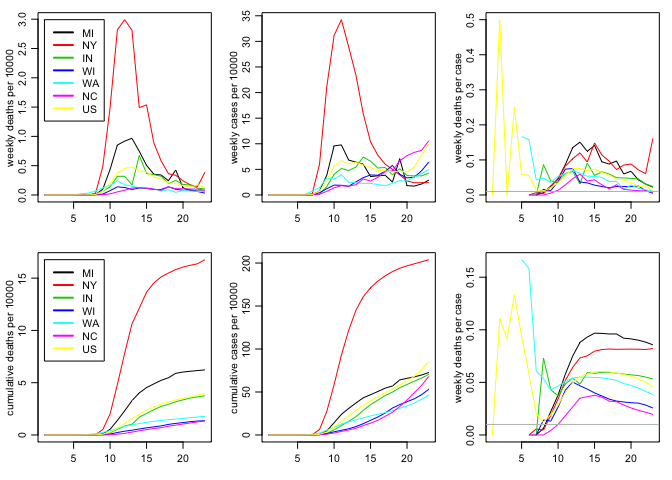 weekly deaths per 10000
0.0 0.5 1.0 1.5 2.0 2.5 3.0
5 10 15 20
MI
NY
IN
WI
WA
NC
US
weekly cases per 10000
0 5 10 15 20 25 30 35
5 10 15 20
weekly deaths per case
0.0 0.1 0.2 0.3 0.4 0.5
5 10 15 20
cumulative deaths per 10000
0 5 10 15
5 10 15 20
MI
NY
IN
WI
WA
NC
US
cumulative cases per 10000
0 50 100 150 200
5 10 15 20
weekly deaths per case
0.00 0.05 0.10 0.15
5 10 15 20